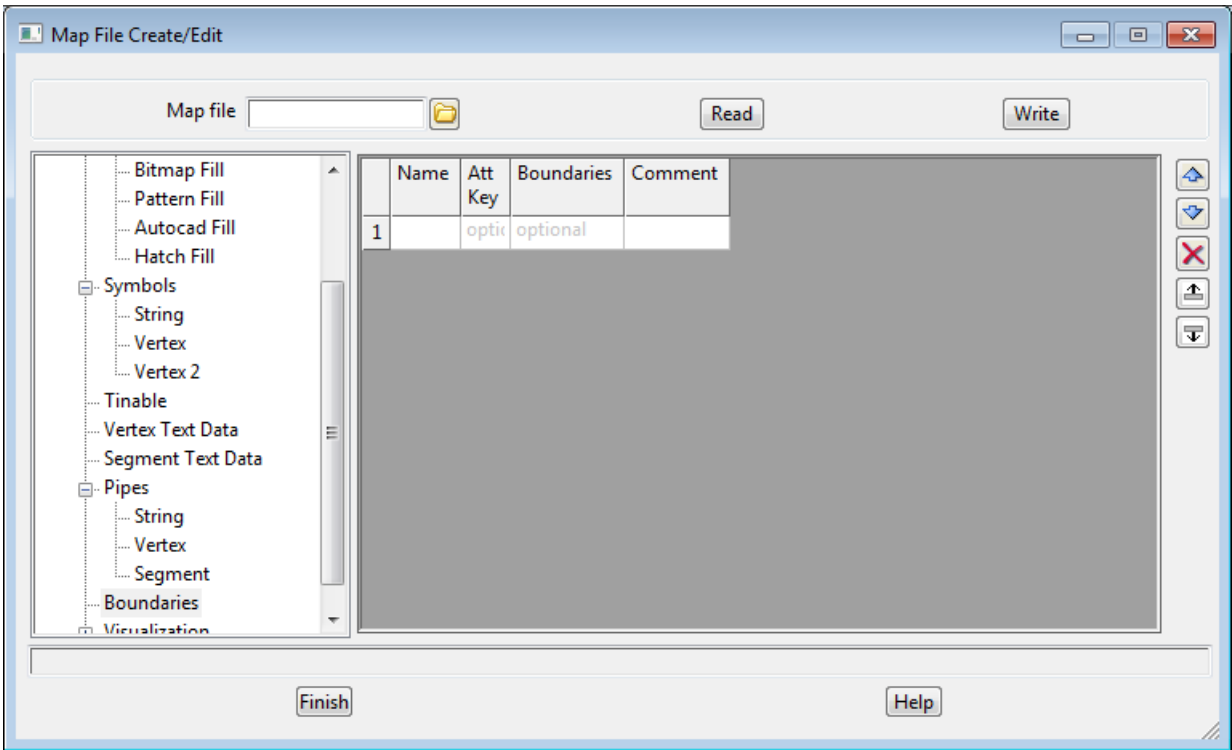 Map File Create/Edit
Map file
Read
Write
Bitmap Fill
Pattern Fill
Autocad Fill
Hatch Fill
Symbols
String
Vertex
Vertex 2
Tinable
Vertex Text Data
Segment Text Data
Pipes
String
Vertex
Segment
Boundaries
Visualization
Name Att Key Boundaries Comment
1 optic optional
Finish
Help